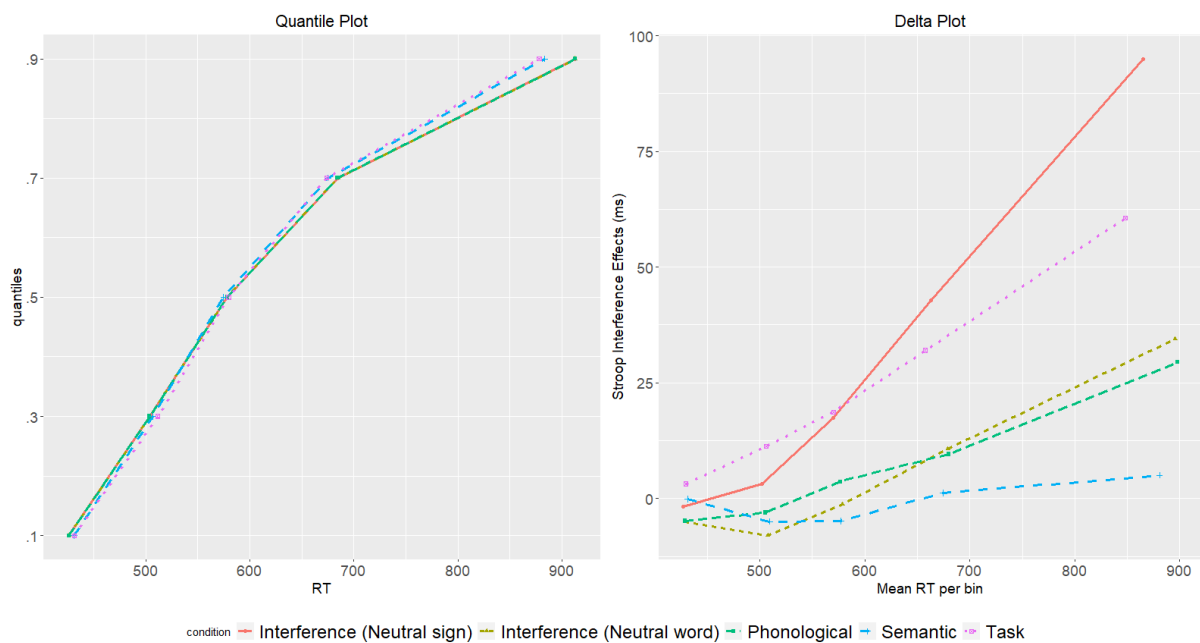 Quantile Plot
quantiles
.9
.7
.5
.3
.1
500
600
700
800
900
RT
Delta Plot
Stroop Interference Effects (ms)
100
75
50
25
0
500
600
700
800
900
Mean RT per bin
condition Interference (Neutral sign) Interference (Neutral word) Phonological Semantic Task